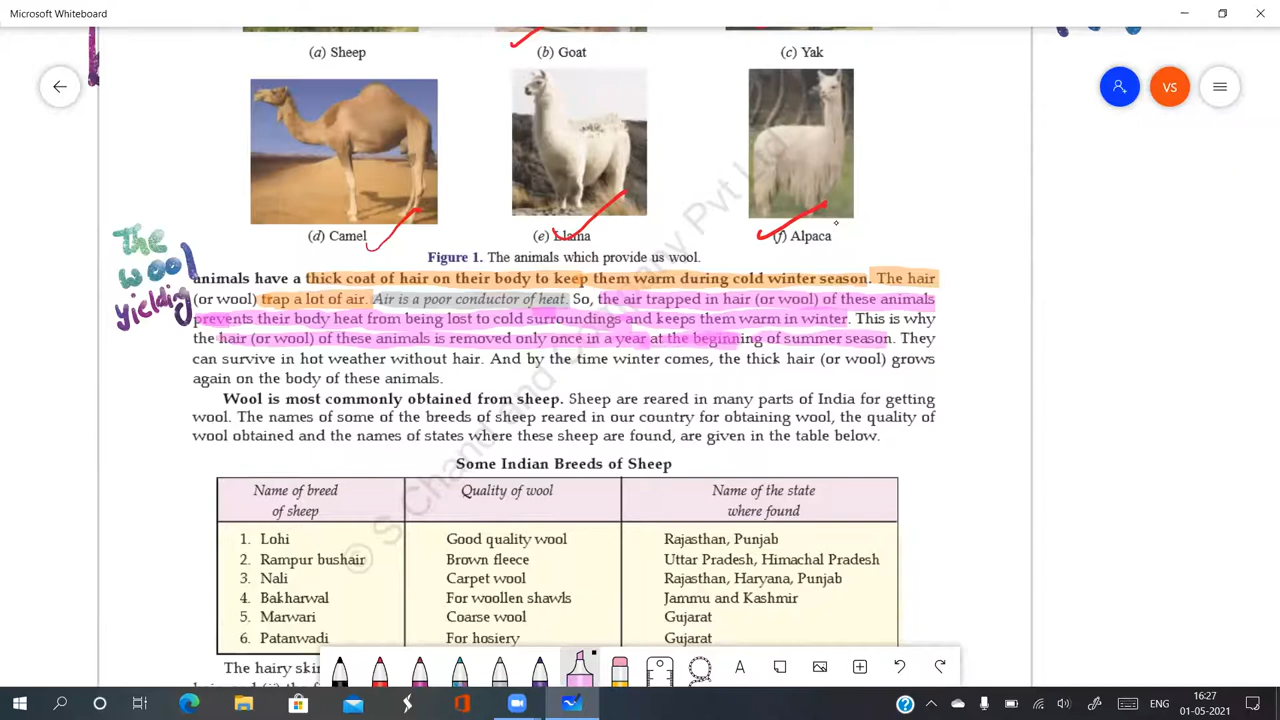 Microsoft Whiteboard
(a) Sheep
(b) Goat
(c) Yak
VS
(d) Camel
(e) Llama
(f) Alpaca
Figure 1. The animals which provide us wool.
The
wool
yielding
animals have a thick coat of hair on their body to keep them warm during cold winter season. The hair
(or wool) trap a lot of air. Air is a poor conductor of heat. So, the air trapped in hair (or wool) of these animals
prevents their body heat from being lost to cold surroundings and keeps them warm in winter. This is why
the hair (or wool) of these animals is removed only once in a year at the beginning of summer season. They
can survive in hot weather without hair. And by the time winter comes, the thick hair (or wool) grows
again on the body of these animals.
Wool is most commonly obtained from sheep. Sheep are reared in many parts of India for getting
wool. The names of some of the breeds of sheep reared in our country for obtaining wool, the quality of
wool obtained and the names of states where these sheep are found, are given in the table below.
Some Indian Breeds of Sheep
Name of breed of sheep Quality of wool Name of the state where found
1. Lohi Good quality wool Rajasthan, Punjab
2. Rampur bushair Brown fleece Uttar Pradesh, Himachal Pradesh
3. Nali Carpet wool Rajasthan, Haryana, Punjab
4. Bakharwal For woollen shawls Jammu and Kashmir
5. Marwari Coarse wool Gujarat
6. Patanwadi For hosiery Gujarat
The hairy skin
© S Chand and Company Pvt Ltd
16:27
01-05-2021